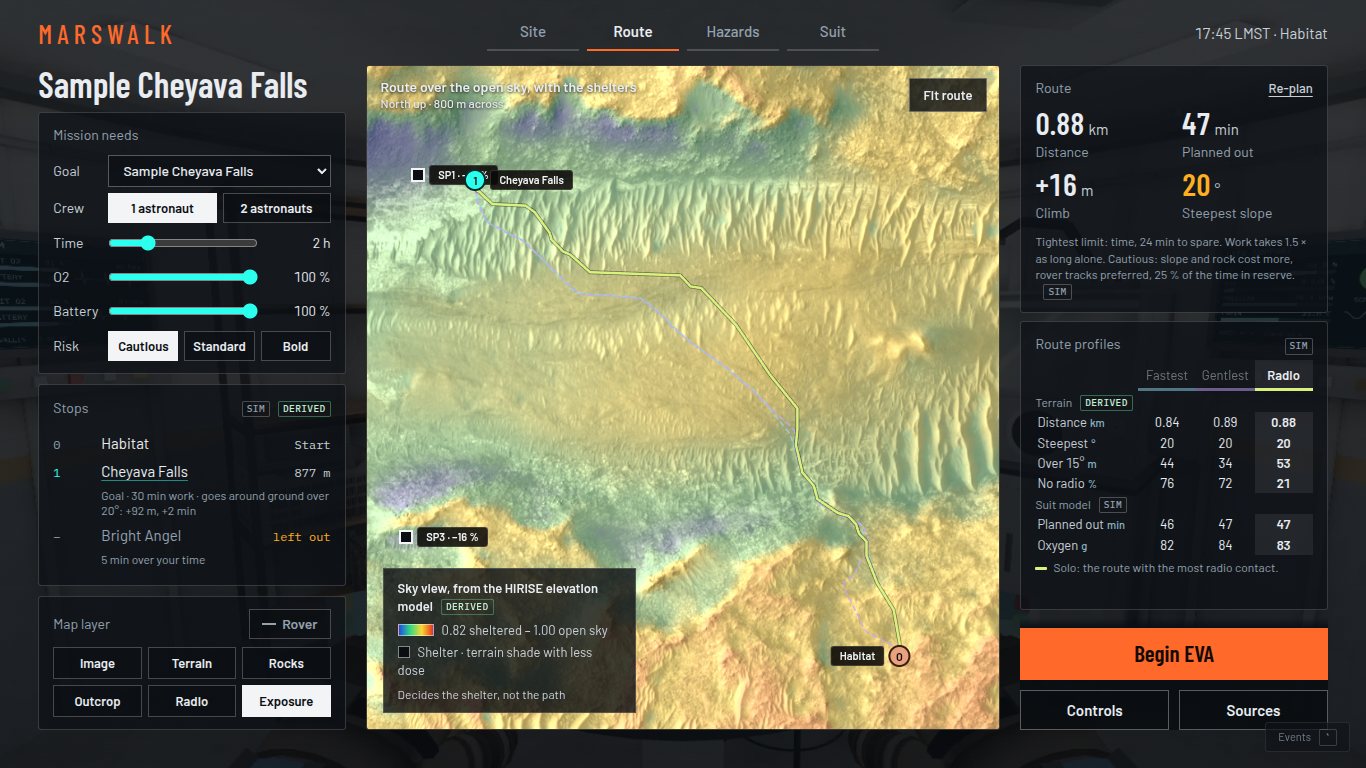 MARSWALK
Site
Route
Hazards
Suit
17:45 LMST · Habitat
Sample Cheyava Falls
Mission needs
Goal
Sample Cheyava Falls
Crew
1 astronaut
2 astronauts
Time
2 h
O2
100 %
Battery
100 %
Risk
Cautious
Standard
Bold
Stops
SIM
DERIVED
0 Habitat Start
1 Cheyava Falls 877 m
Goal · 30 min work · goes around ground over
20°: +92 m, +2 min
– Bright Angel left out
5 min over your time
Map layer
Rover
Image
Terrain
Rocks
Outcrop
Radio
Exposure
Route over the open sky, with the shelters
North up · 800 m across
Fit route
SP1 · -
%
1
Cheyava Falls
SP3 · −16 %
Habitat
0
Sky view, from the HIRISE elevation
model DERIVED
0.82 sheltered – 1.00 open sky
Shelter · terrain shade with less
dose
Decides the shelter, not the path
Route
Re-plan
0.88 km
Distance
47 min
Planned out
+16 m
Climb
20 °
Steepest slope
Tightest limit: time, 24 min to spare. Work takes 1.5 ×
as long alone. Cautious: slope and rock cost more,
rover tracks preferred, 25 % of the time in reserve.
SIM
Route profiles
SIM
Fastest Gentlest Radio
Terrain DERIVED
Distance km 0.84 0.89 0.88
Steepest ° 20 20 20
Over 15° m 44 34 53
No radio % 76 72 21
Suit model SIM
Planned out min 46 47 47
Oxygen g 82 84 83
Solo: the route with the most radio contact.
Begin EVA
Controls
Sources
Events `